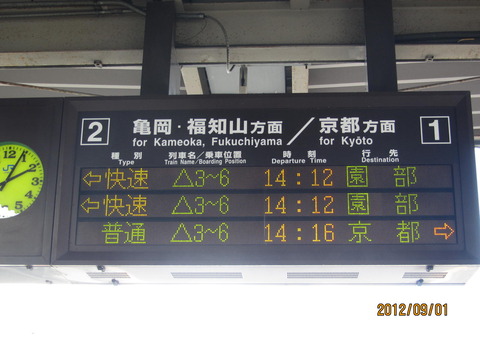 2 亀岡・福知山方面／京都方面 1
for Kameoka, Fukuchiyama for Kyōto
種別 列車名／乗車位置 時刻 行先
Type Train Name/Boarding Position Departure Time Destination
⇦快速 △3~6 14:12 園部
⇦快速 △3~6 14:12 園部
普通 △3~6 14:16 京都 ⇨
2012/09/01